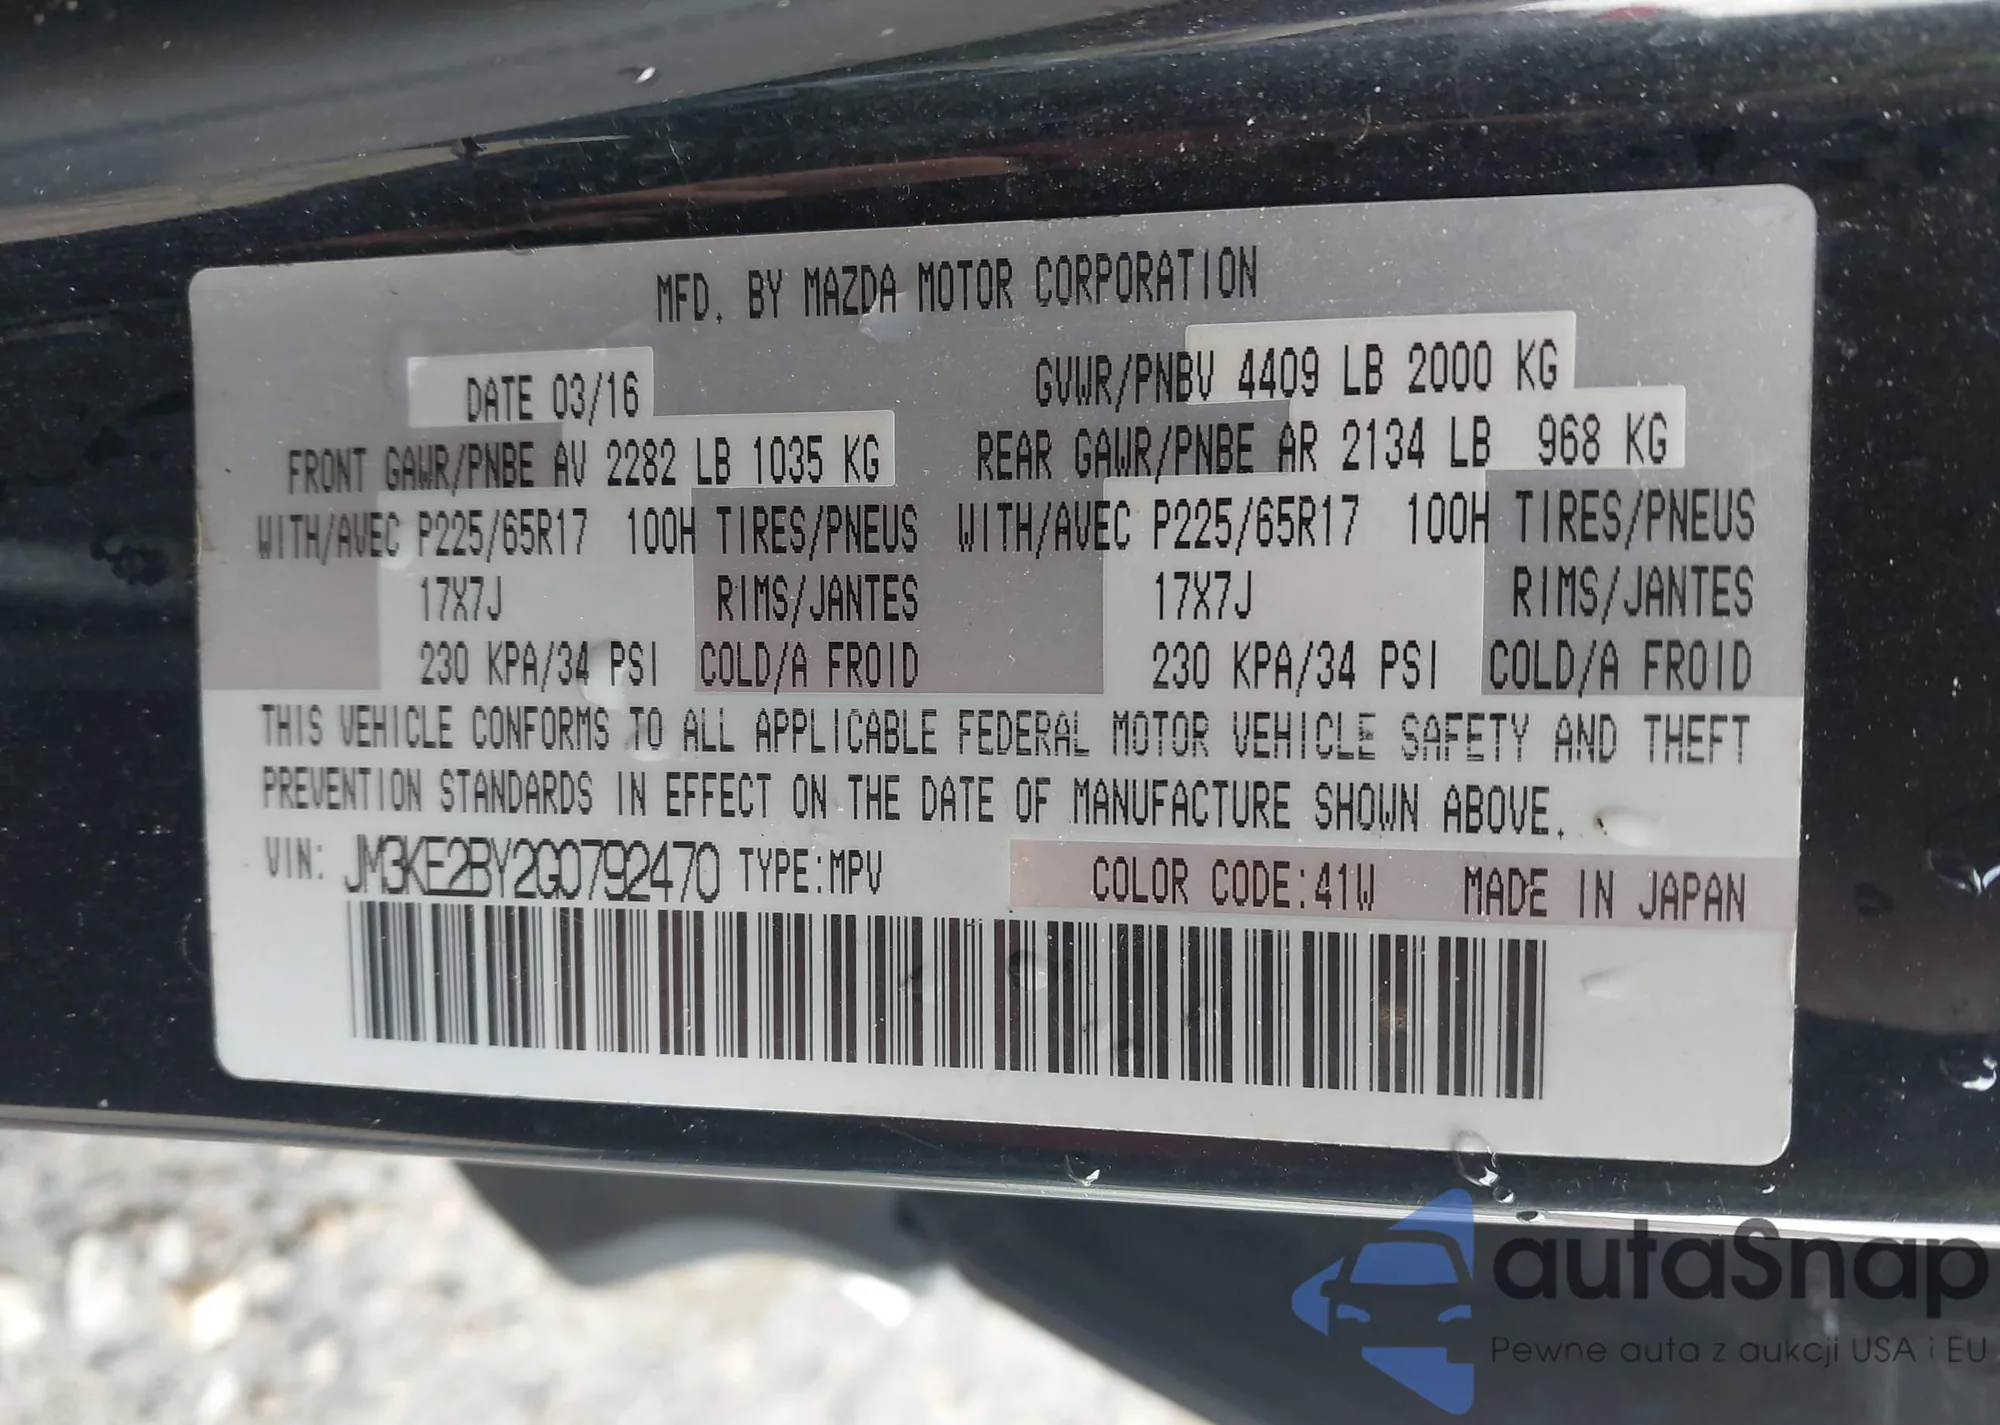 MFD. BY MAZDA MOTOR CORPORATION
DATE 03/16 GVWR/PNBV 4409 LB 2000 KG
FRONT GAWR/PNBE AV 2282 LB 1035 KG REAR GAWR/PNBE AR 2134 LB 968 KG
WITH/AVEC P225/65R17 100H TIRES/PNEUS WITH/AVEC P225/65R17 100H TIRES/PNEUS
17X7J RIMS/JANTES 17X7J RIMS/JANTES
230 KPA/34 PSI COLD/A FROID 230 KPA/34 PSI COLD/A FROID
THIS VEHICLE CONFORMS TO ALL APPLICABLE FEDERAL MOTOR VEHICLE SAFETY AND THEFT
PREVENTION STANDARDS IN EFFECT ON THE DATE OF MANUFACTURE SHOWN ABOVE.
VIN: JM3KE2BY2G0792470 TYPE:MPV COLOR CODE:41W MADE IN JAPAN
autaSnap
Pewne auta z aukcji USA i EU